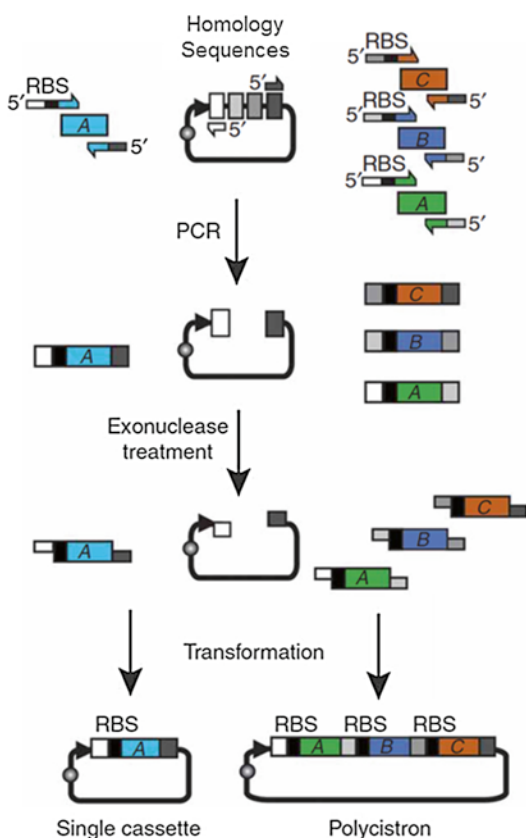 Homology
Sequences
RBS
5′
A
5′
5′
5′
RBS
5′
C
RBS
5′
5′
B
RBS
5′
5′
A
5′
PCR
A
C
B
A
Exonuclease
treatment
A
C
B
A
Transformation
RBS
A
RBS RBS RBS
A B C
Single cassette
Polycistron